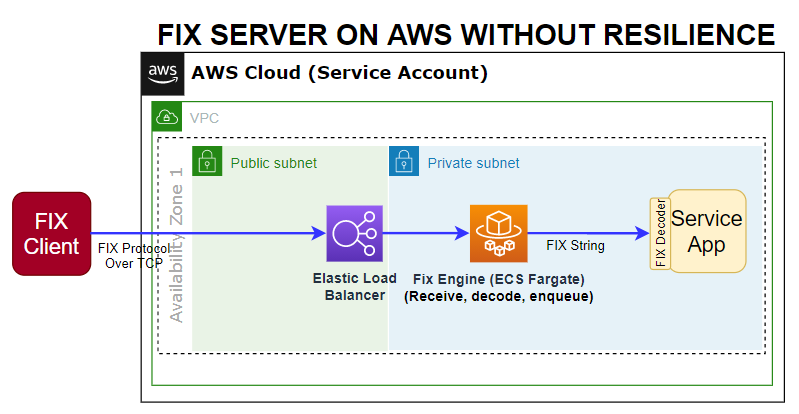 FIX SERVER ON AWS WITHOUT RESILIENCE
aws
AWS Cloud (Service Account)
VPC
Availability Zone 1
Public subnet
Private subnet
FIX
Client
FIX Protocol
Over TCP
Elastic Load
Balancer
Fix Engine (ECS Fargate)
(Receive, decode, enqueue)
FIX String
FIX Decoder
Service
App